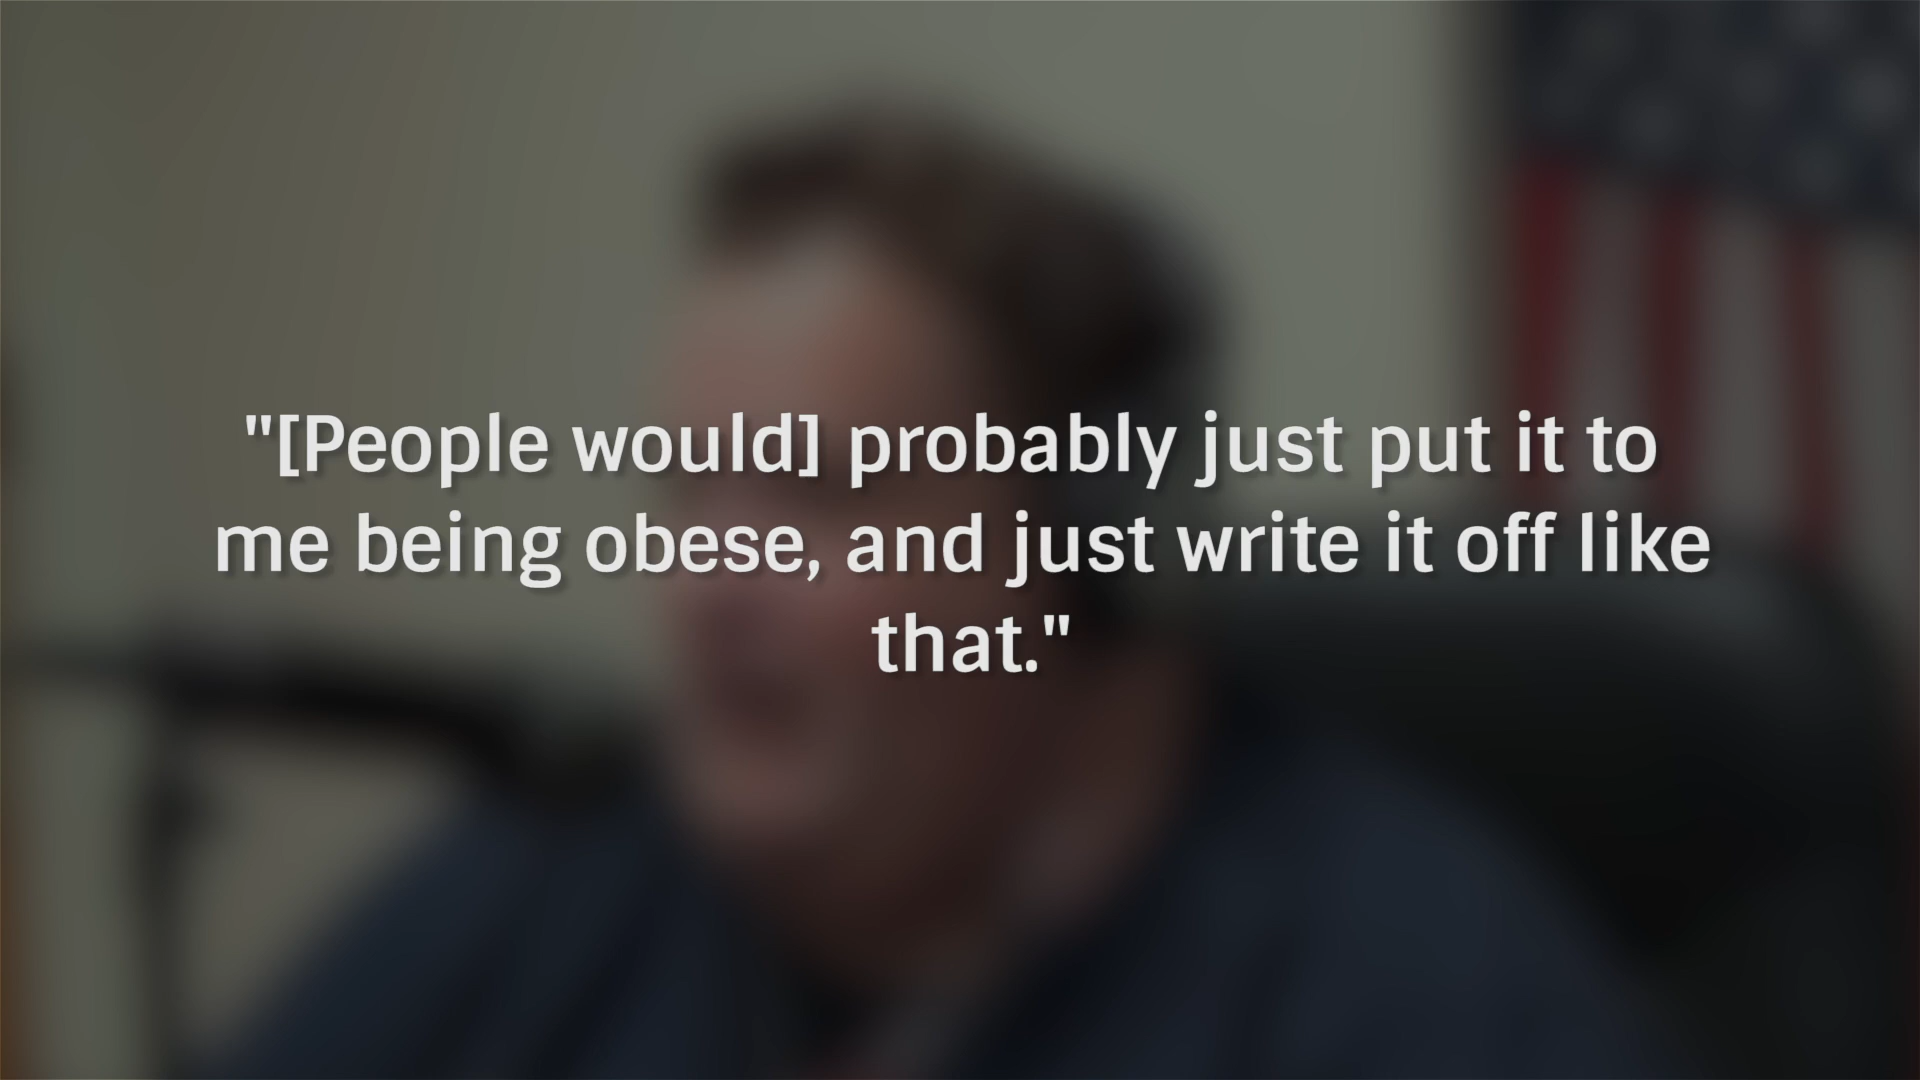 "[People would] probably just put it to
me being obese, and just write it off like
that."